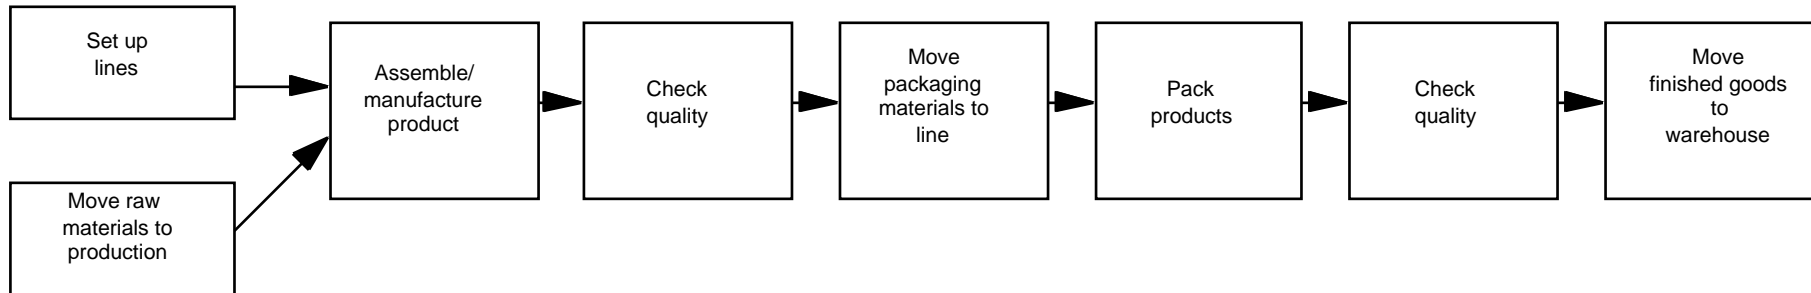 Set up
lines
Move raw
materials to
production
Assemble/
manufacture
product
Check
quality
Move
packaging
materials to
line
Pack
products
Check
quality
Move
finished goods
to
warehouse